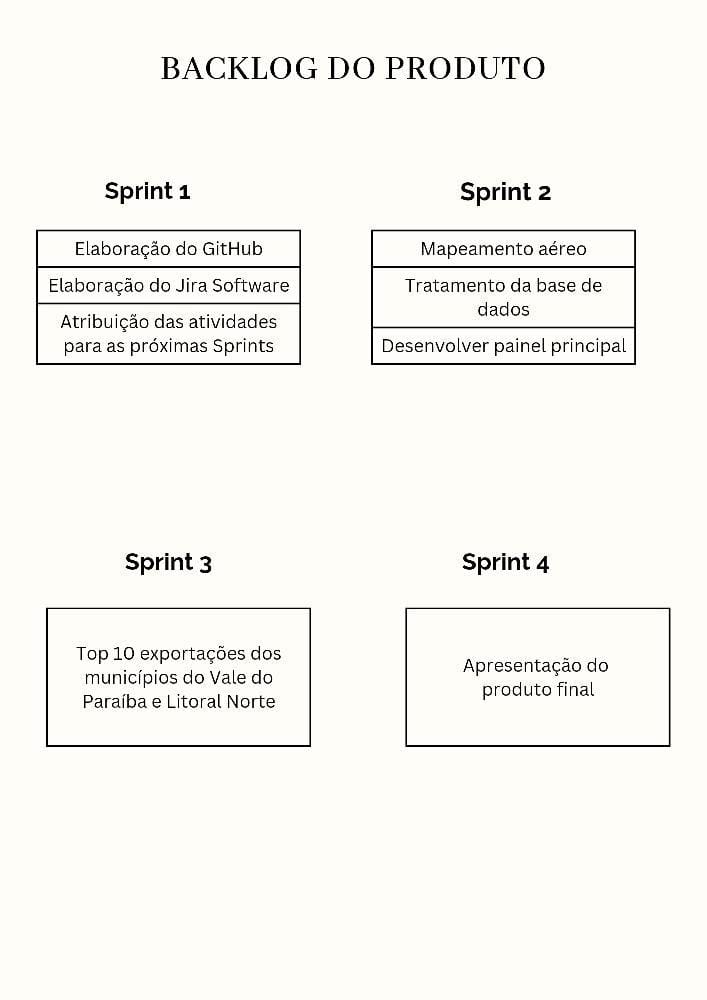 BACKLOG DO PRODUTO
Sprint 1
Elaboração do GitHub
Elaboração do Jira Software
Atribuição das atividades
para as próximas Sprints
Sprint 2
Mapeamento aéreo
Tratamento da base de
dados
Desenvolver painel principal
Sprint 3
Top 10 exportações dos
municípios do Vale do
Paraíba e Litoral Norte
Sprint 4
Apresentação do
produto final